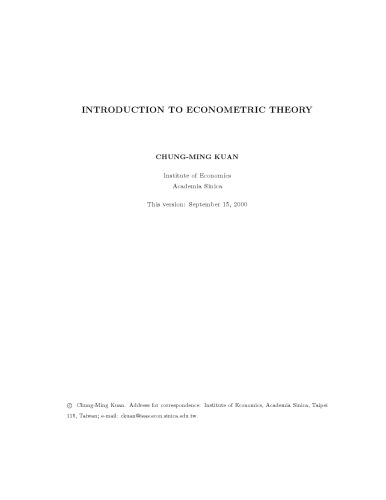 INTRODUCTION TO ECONOMETRIC THEORY
CHUNG-MING KUAN
Institute of Economics
Academia Sinica
This version: September 15, 2000
© Chung-Ming Kuan. Address for correspondence: Institute of Economics, Academia Sinica, Taipei
115, Taiwan; e-mail: ckuan@ieas.econ.sinica.edu.tw.